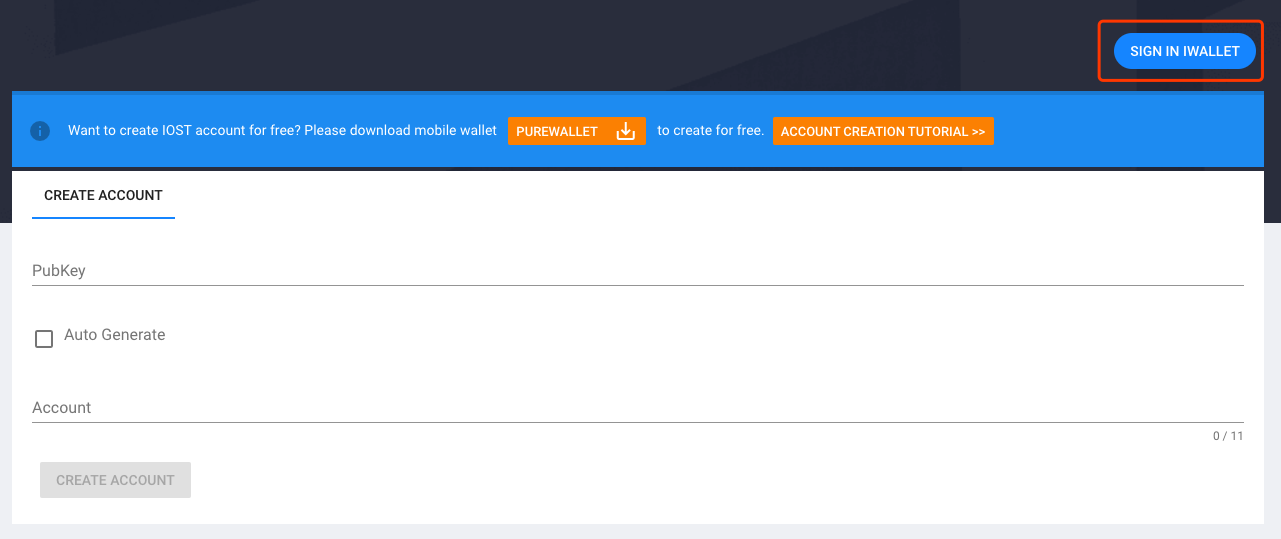 SIGN IN IWALLET
Want to create IOST account for free? Please download mobile wallet PUREWALLET to create for free. ACCOUNT CREATION TUTORIAL >>
CREATE ACCOUNT
PubKey
Auto Generate
Account
0 / 11
CREATE ACCOUNT